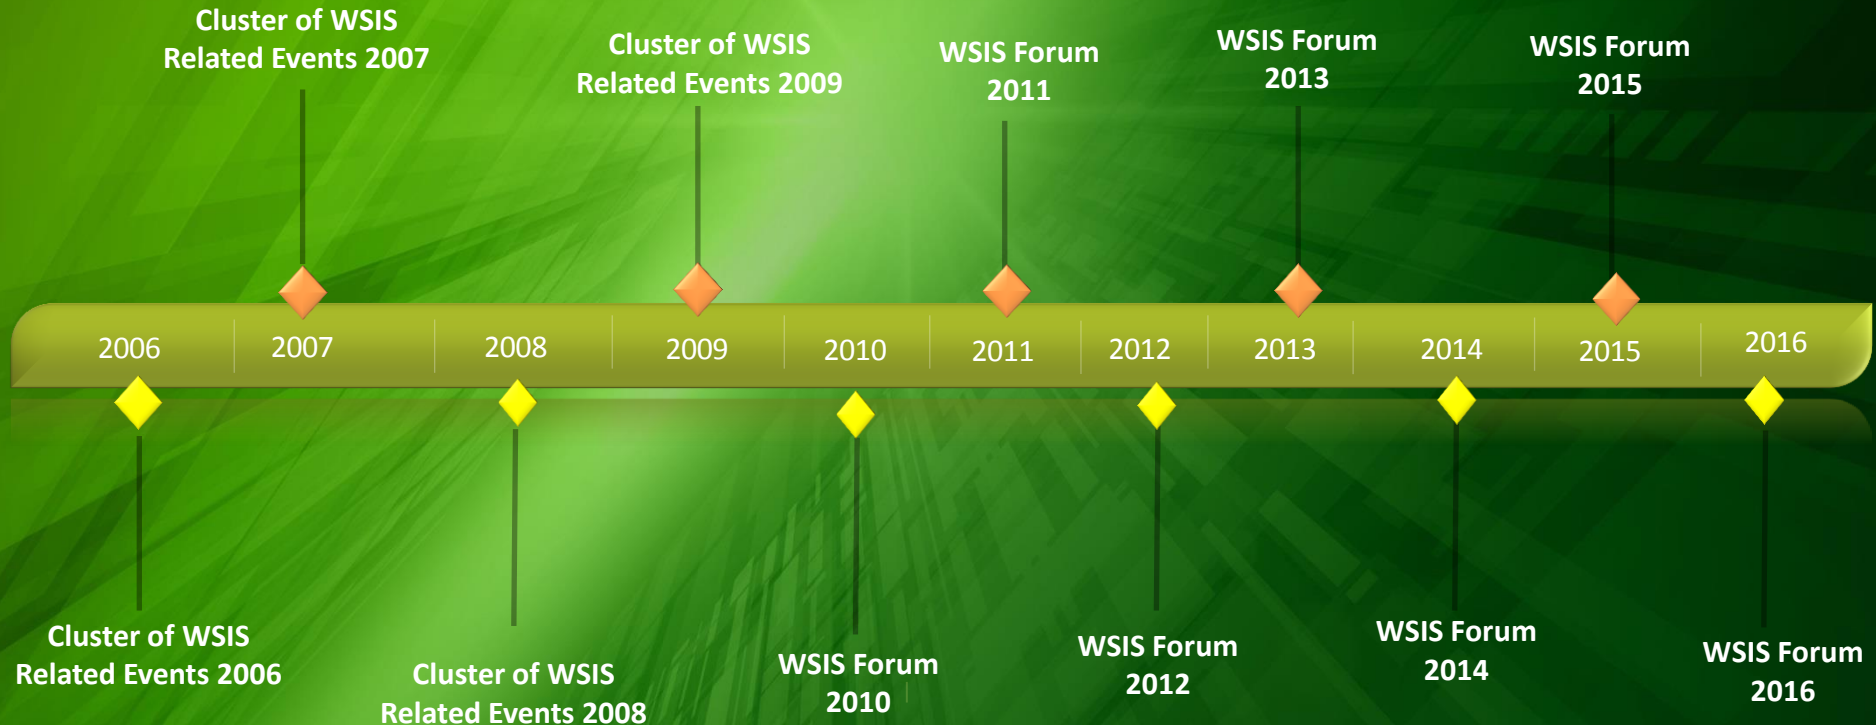 Cluster of WSIS
Related Events 2007
Cluster of WSIS
Related Events 2009
WSIS Forum
2011
WSIS Forum
2013
WSIS Forum
2015
2006
2007
2008
2009
2010
2011
2012
2013
2014
2015
2016
Cluster of WSIS
Related Events 2006
Cluster of WSIS
Related Events 2008
WSIS Forum
2010
WSIS Forum
2012
WSIS Forum
2014
WSIS Forum
2016